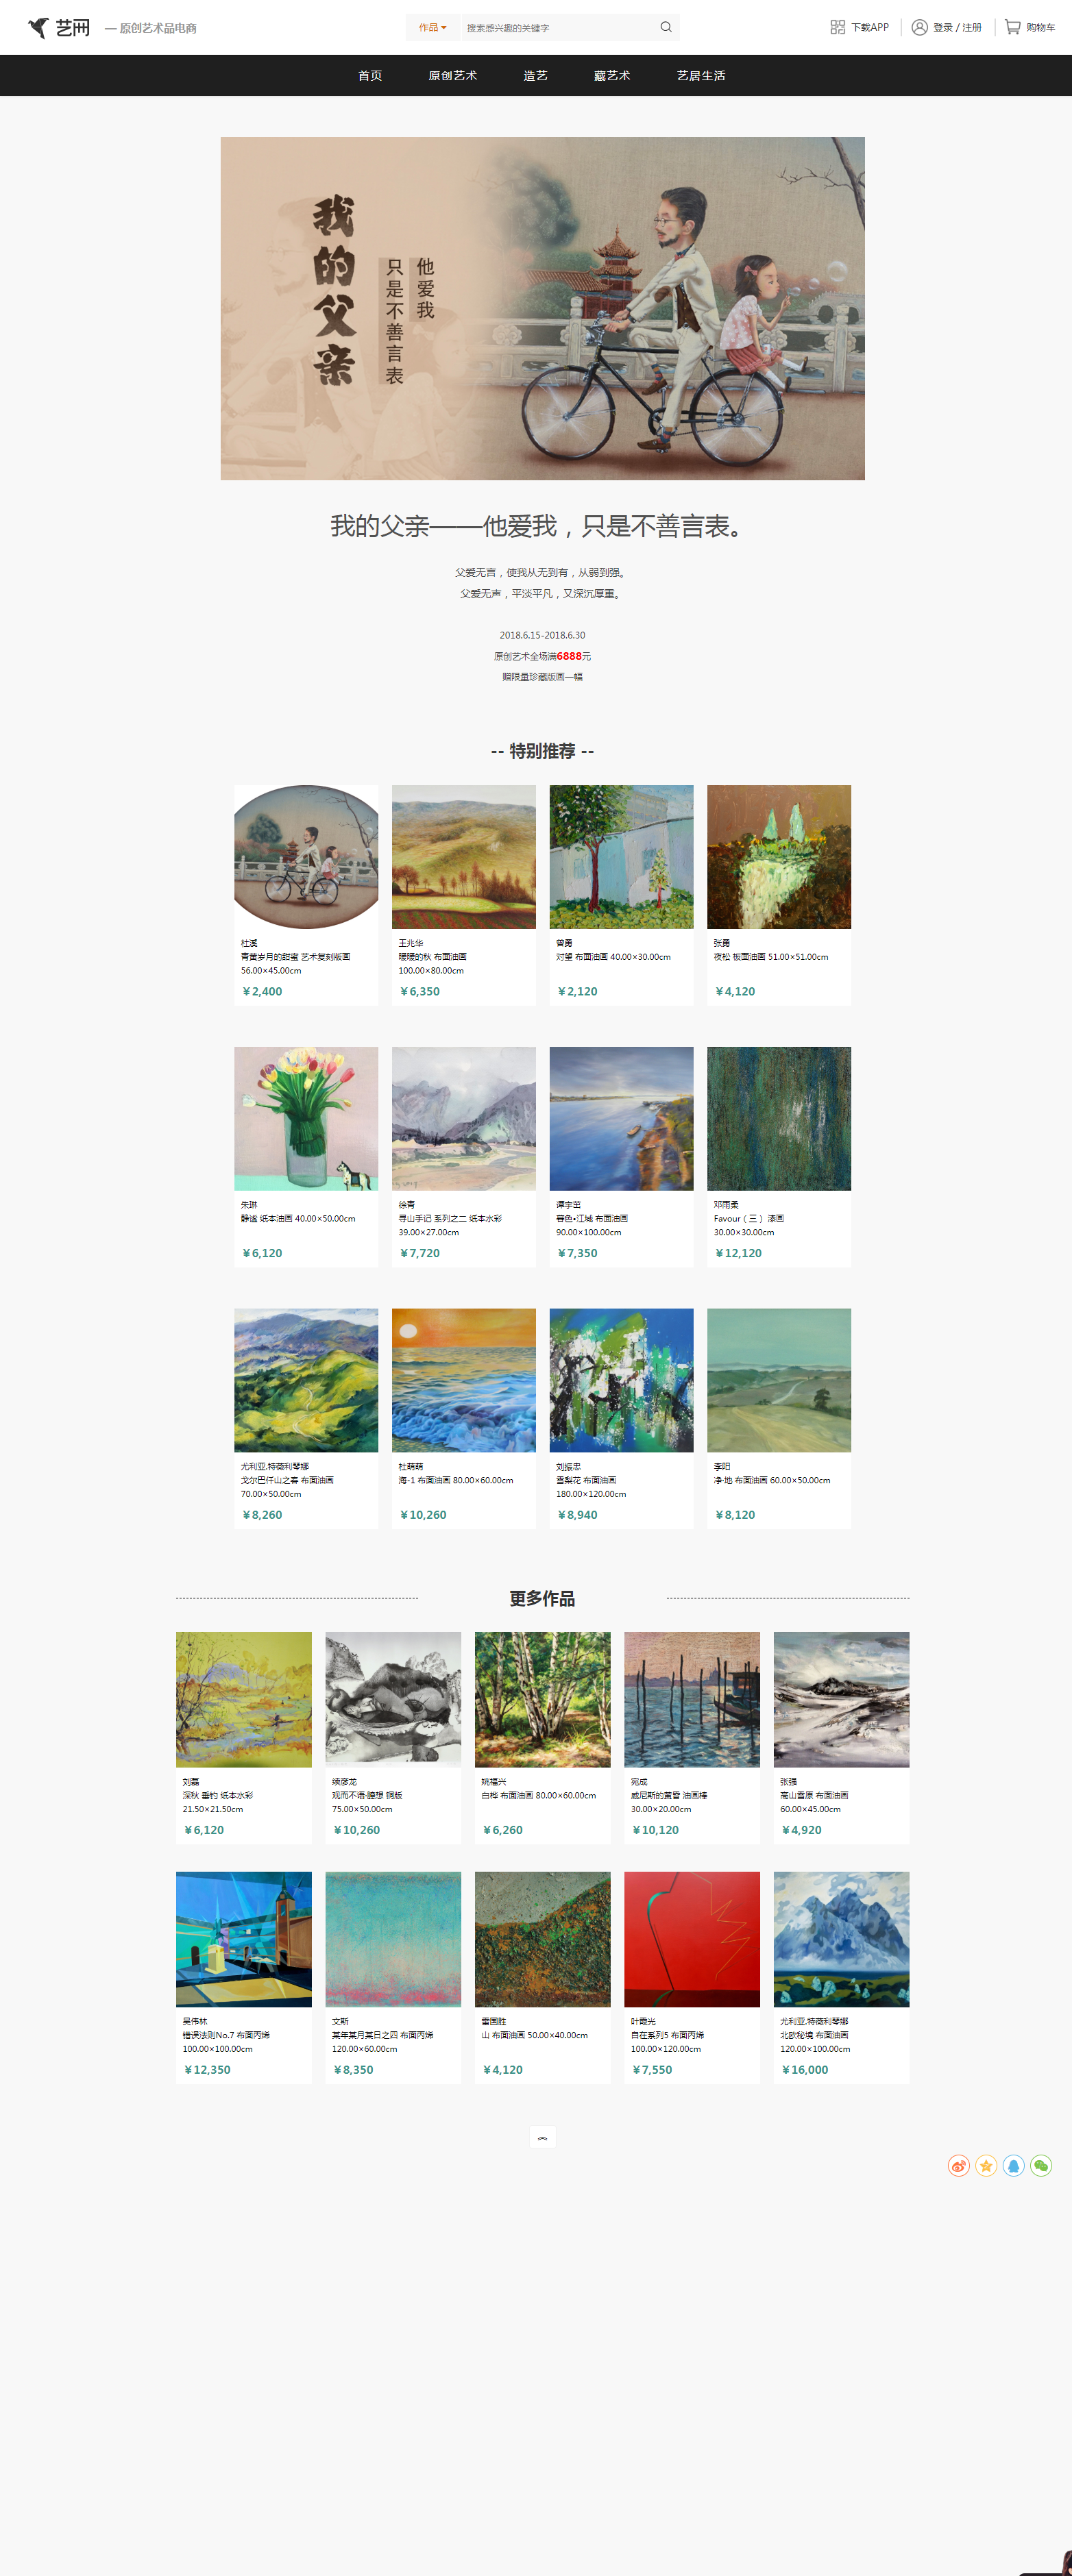 艺网
— 原创艺术品电商
作品
搜索感兴趣的关键字
下载APP
登录 / 注册
购物车
首页
原创艺术
造艺
藏艺术
艺居生活
我的父亲
他爱我
只是不善言表
我的父亲——他爱我，只是不善言表。
父爱无言，使我从无到有，从弱到强。
父爱无声，平淡平凡，又深沉厚重。
2018.6.15-2018.6.30
原创艺术全场满6888元
赠限量珍藏版画一幅
-- 特别推荐 --
杜溪
青黄岁月的甜蜜 艺术复刻版画
56.00×45.00cm
￥2,400
王兆华
暖暖的秋 布面油画
100.00×80.00cm
￥6,350
曾勇
对望 布面油画 40.00×30.00cm
￥2,120
张勇
夜松 板面油画 51.00×51.00cm
￥4,120
朱琳
静谧 纸本油画 40.00×50.00cm
￥6,120
徐青
寻山手记 系列之二 纸本水彩
39.00×27.00cm
￥7,720
谭宇笛
暮色•江城 布面油画
90.00×100.00cm
￥7,350
邓雨柔
Favour（三） 漆画
30.00×30.00cm
￥12,120
尤利亚.特薇利琴娜
戈尔巴仟山之春 布面油画
70.00×50.00cm
￥8,260
杜萌萌
海-1 布面油画 80.00×60.00cm
￥10,260
刘振忠
雪梨花 布面油画
180.00×120.00cm
￥8,940
李阳
净·地 布面油画 60.00×50.00cm
￥8,120
更多作品
刘磊
深秋 垂钓 纸本水彩
21.50×21.50cm
￥6,120
续彦龙
观而不语·臆想 铜版
75.00×50.00cm
￥10,260
姚福兴
白桦 布面油画 80.00×60.00cm
￥6,260
宛成
威尼斯的黄昏 油画棒
30.00×20.00cm
￥10,120
张强
高山雪原 布面油画
60.00×45.00cm
￥4,920
吴伟林
错误法则No.7 布面丙烯
100.00×100.00cm
￥12,350
文斯
某年某月某日之四 布面丙烯
120.00×60.00cm
￥8,350
雷国胜
山 布面油画 50.00×40.00cm
￥4,120
叶霞光
自在系列5 布面丙烯
100.00×120.00cm
￥7,550
尤利亚.特薇利琴娜
北欧秘境 布面油画
120.00×100.00cm
￥16,000